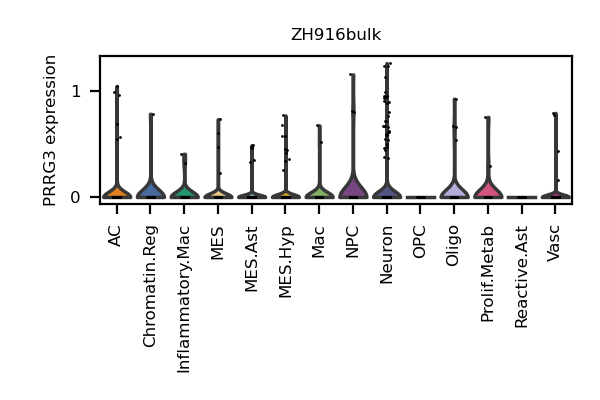 ZH916bulk
PRRG3 expression
1
0
AC
Chromatin.Reg
Inflammatory.Mac
MES
MES.Ast
MES.Hyp
Mac
NPC
Neuron
OPC
Oligo
Prolif.Metab
Reactive.Ast
Vasc